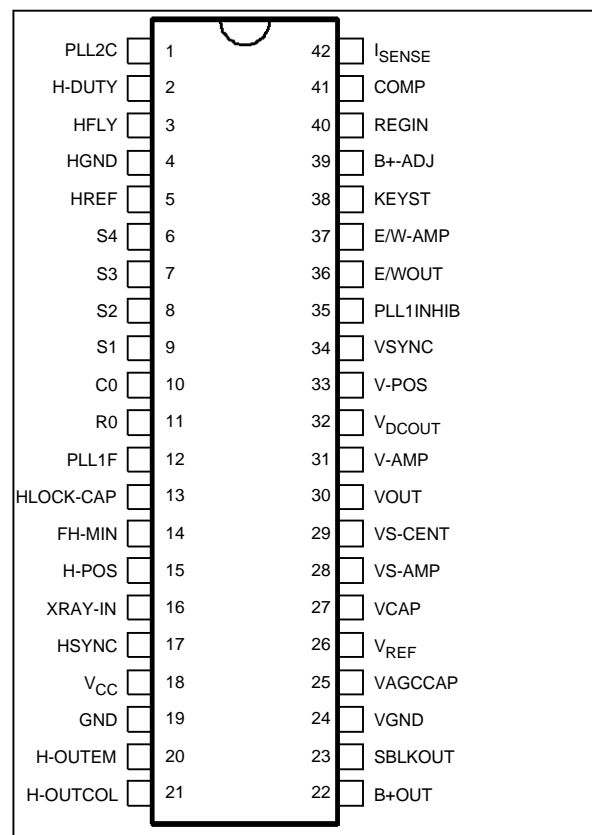 PLL2C 1 42 ISENSE
H-DUTY 2 41 COMP
HFLY 3 40 REGIN
HGND 4 39 B+-ADJ
HREF 5 38 KEYST
S4 6 37 E/W-AMP
S3 7 36 E/WOUT
S2 8 35 PLL1INHIB
S1 9 34 VSYNC
C0 10 33 V-POS
R0 11 32 VDCOUT
PLL1F 12 31 V-AMP
HLOCK-CAP 13 30 VOUT
FH-MIN 14 29 VS-CENT
H-POS 15 28 VS-AMP
XRAY-IN 16 27 VCAP
HSYNC 17 26 VREF
VCC 18 25 VAGCCAP
GND 19 24 VGND
H-OUTEM 20 23 SBLKOUT
H-OUTCOL 21 22 B+OUT